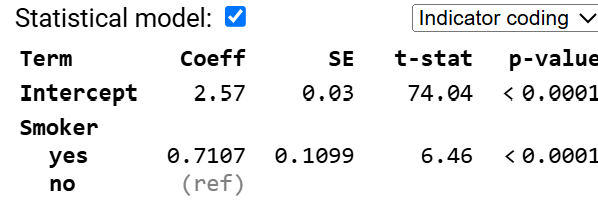 Statistical model:
Indicator coding
Term Coeff SE t-stat p-value
Intercept 2.57 0.03 74.04 < 0.0001
Smoker
yes 0.7107 0.1099 6.46 < 0.0001
no (ref)